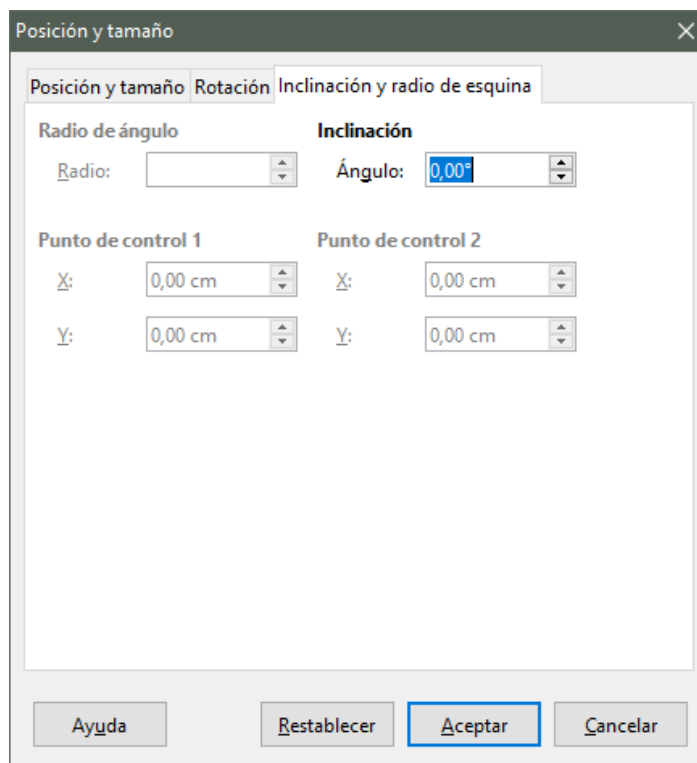 Posición y tamaño
Posición y tamaño Rotación Inclinación y radio de esquina
Radio de ángulo Inclinación
Radio: Ángulo: 0,00°
Punto de control 1 Punto de control 2
X: 0,00 cm X: 0,00 cm
Y: 0,00 cm Y: 0,00 cm
Ayuda Restablecer Aceptar Cancelar